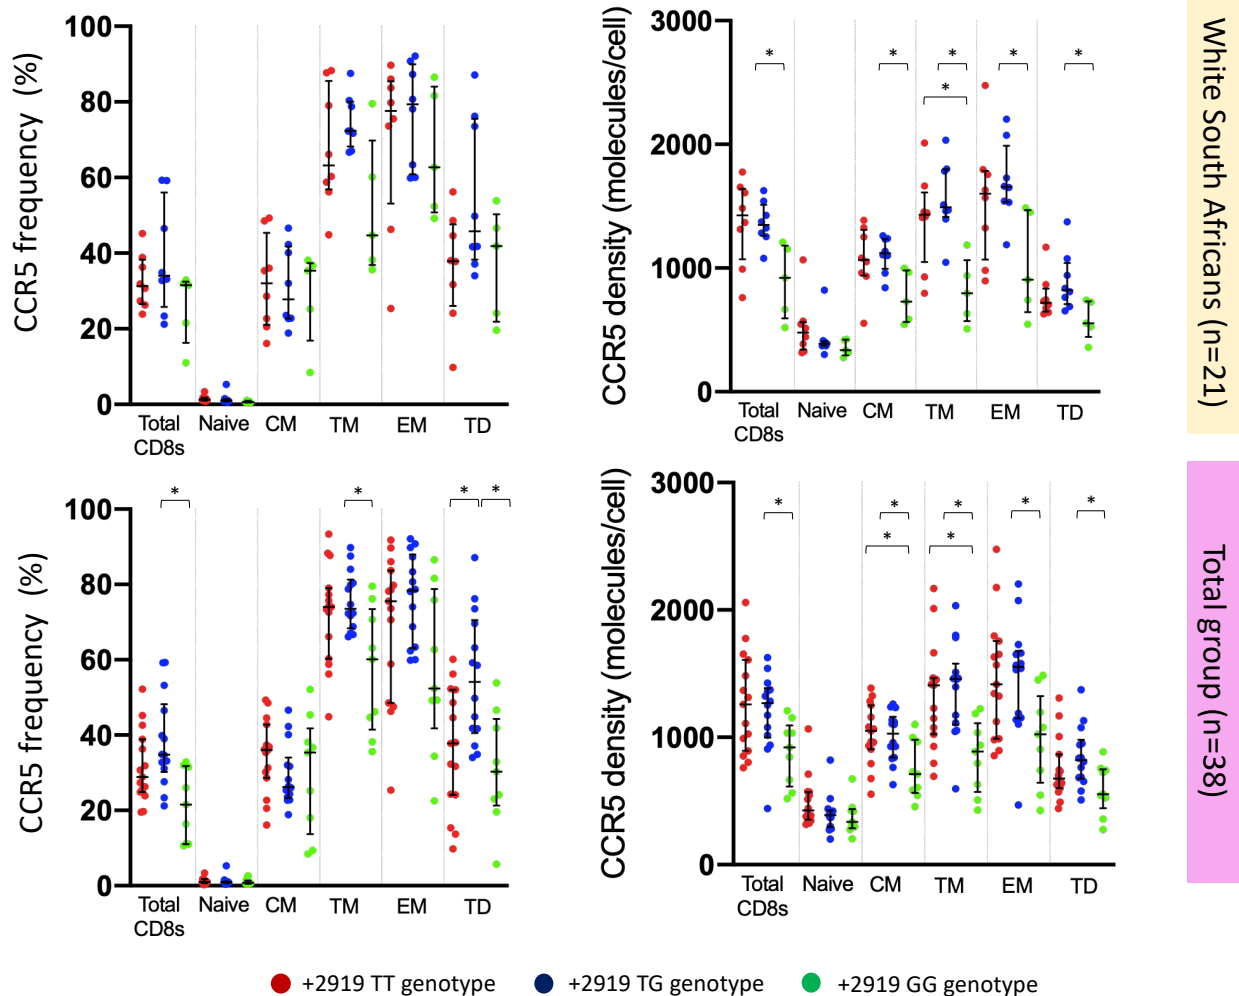 CCR5 frequency (%)
100
80
60
40
20
0
Total
CD8s
Naive
CM
TM
EM
TD
CCR5 density (molecules/cell)
3000
2000
1000
0
* * * * * *
Total
CD8s
Naive
CM
TM
EM
TD
White South Africans (n=21)
CCR5 frequency (%)
100
80
60
40
20
0
* * * *
Total
CD8s
Naive
CM
TM
EM
TD
CCR5 density (molecules/cell)
3000
2000
1000
0
* * * * *
* *
Total
CD8s
Naive
CM
TM
EM
TD
Total group (n=38)
+2919 TT genotype
+2919 TG genotype
+2919 GG genotype